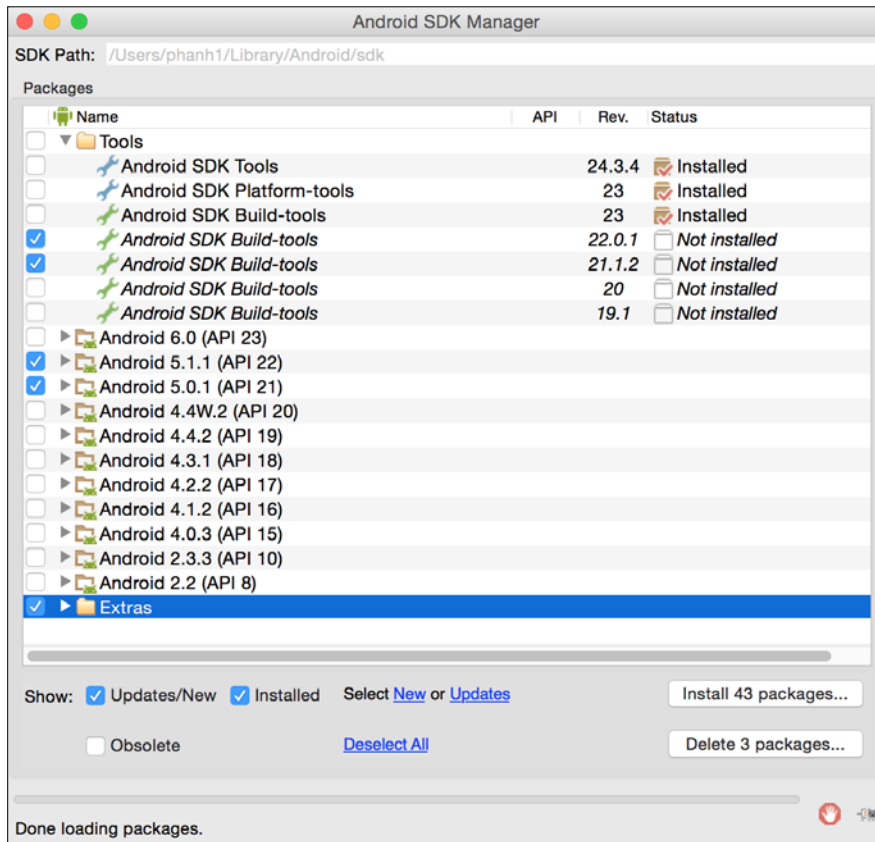 Android SDK Manager
SDK Path: /Users/phanh1/Library/Android/sdk
Packages
Name API Rev. Status
Tools
Android SDK Tools 24.3.4 Installed
Android SDK Platform-tools 23 Installed
Android SDK Build-tools 23 Installed
Android SDK Build-tools 22.0.1 Not installed
Android SDK Build-tools 21.1.2 Not installed
Android SDK Build-tools 20 Not installed
Android SDK Build-tools 19.1 Not installed
Android 6.0 (API 23)
Android 5.1.1 (API 22)
Android 5.0.1 (API 21)
Android 4.4W.2 (API 20)
Android 4.4.2 (API 19)
Android 4.3.1 (API 18)
Android 4.2.2 (API 17)
Android 4.1.2 (API 16)
Android 4.0.3 (API 15)
Android 2.3.3 (API 10)
Android 2.2 (API 8)
Extras
Show: Updates/New Installed Select New or Updates Install 43 packages...
Obsolete Deselect All Delete 3 packages...
Done loading packages.